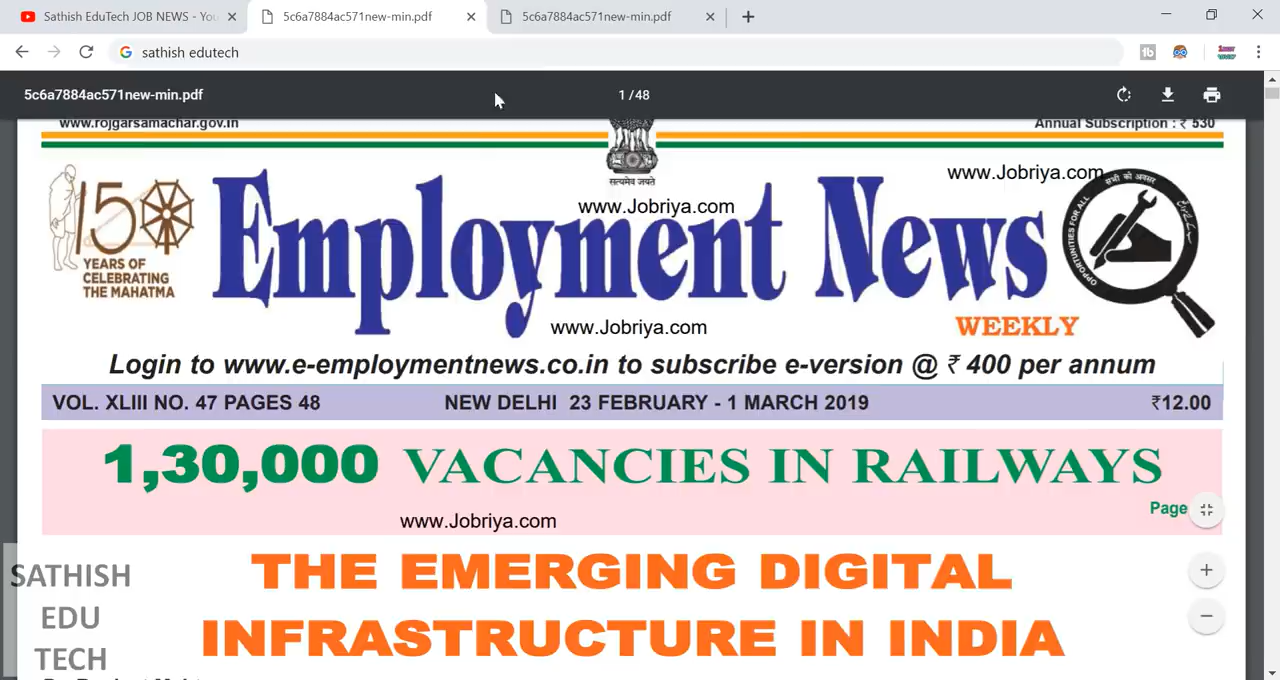 Sathish EduTech JOB NEWS - You
5c6a7884ac571new-min.pdf
5c6a7884ac571new-min.pdf
sathish edutech
5c6a7884ac571new-min.pdf
1 / 48
www.rojgarsamachar.gov.in
Annual Subscription : ₹ 530
सत्यमेव जयते
www.Jobriya.com
www.Jobriya.com
150
YEARS OF
CELEBRATING
THE MAHATMA
Employment News
सभी को अवसर
OPPORTUNITIES FOR ALL
www.Jobriya.com
WEEKLY
Login to www.e-employmentnews.co.in to subscribe e-version @ ₹ 400 per annum
VOL. XLIII NO. 47 PAGES 48
NEW DELHI 23 FEBRUARY - 1 MARCH 2019
₹12.00
1,30,000 VACANCIES IN RAILWAYS
Page
www.Jobriya.com
THE EMERGING DIGITAL
INFRASTRUCTURE IN INDIA
SATHISH
EDU
TECH